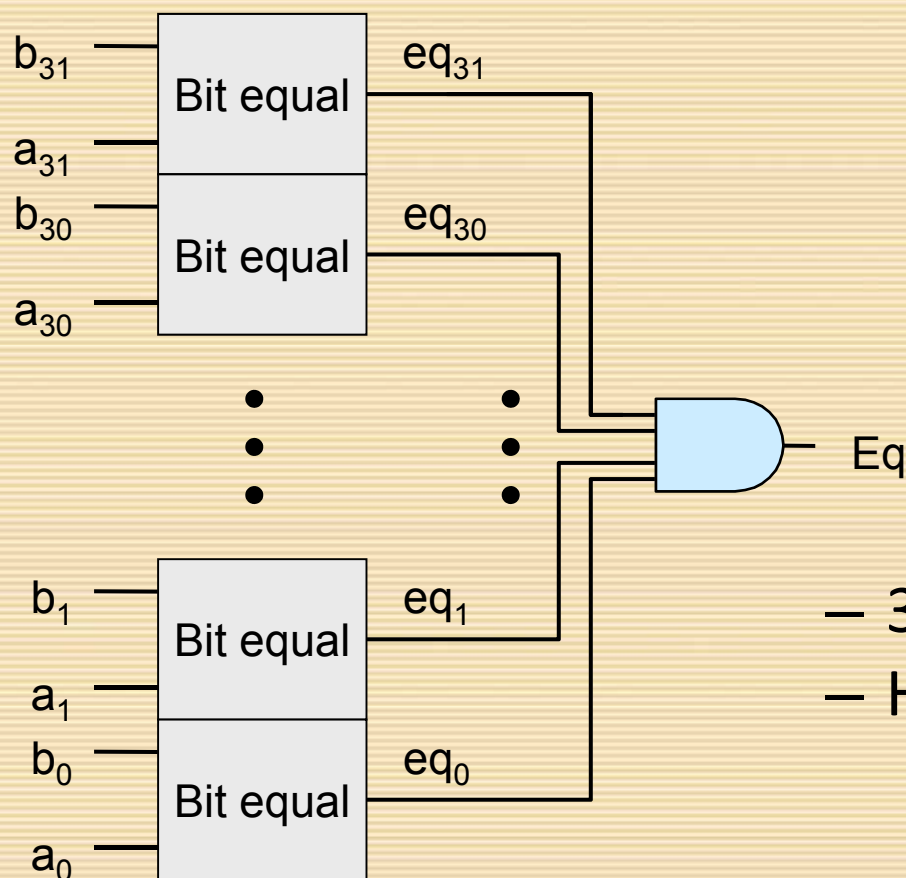 b31
Bit equal
eq31
a31
b30
Bit equal
eq30
a30
Eq
b1
Bit equal
eq1
a1
b0
Bit equal
eq0
a0
– 3
– H